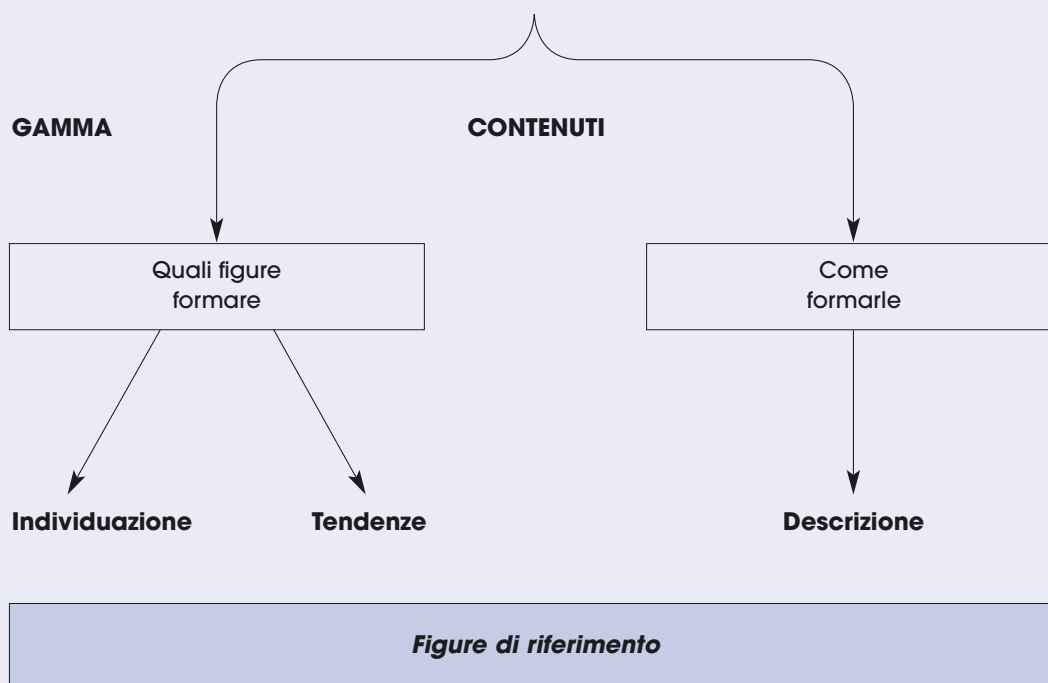 GAMMA
CONTENUTI
Quali figure
formare
Come
formarle
Individuazione
Tendenze
Descrizione
Figure di riferimento